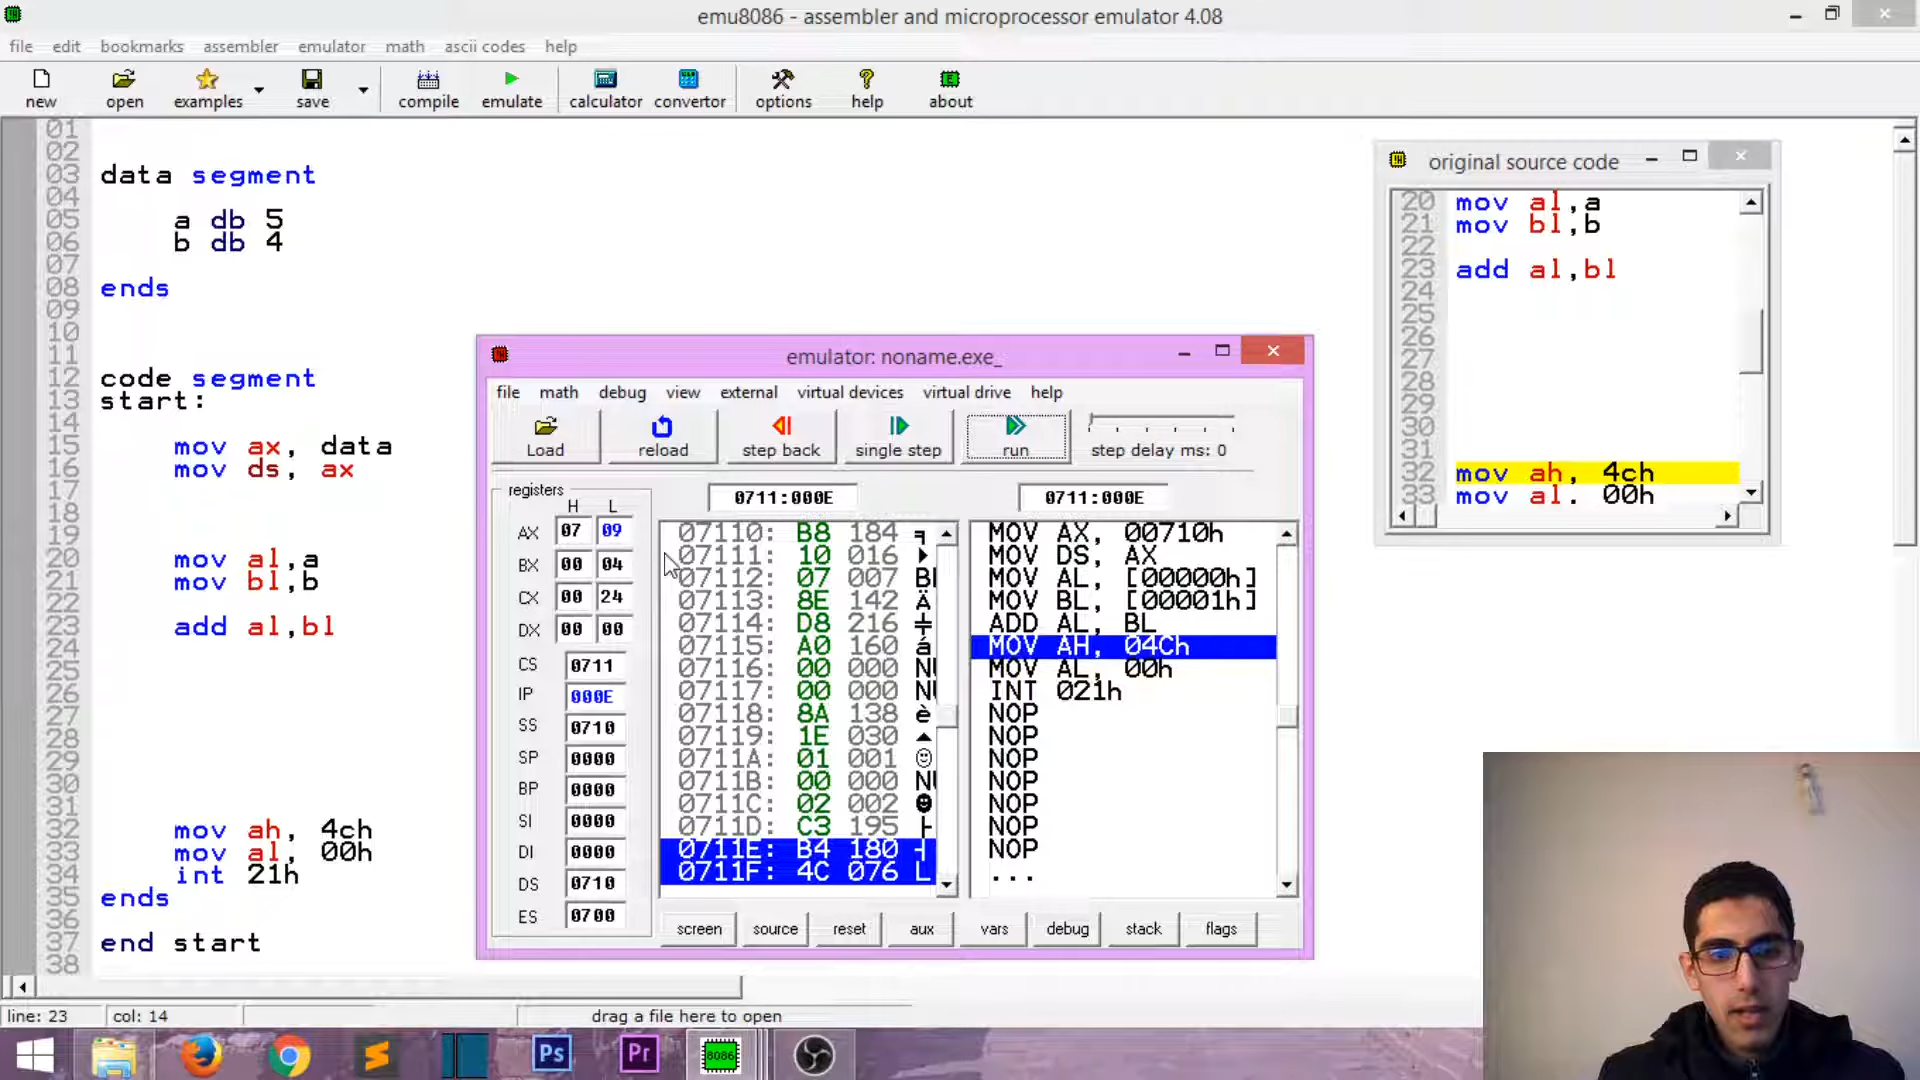 emu8086 - assembler and microprocessor emulator 4.08
file edit bookmarks assembler emulator math ascii codes help
new open examples save compile emulate calculator convertor options help about
01
02
03 data segment
04
05 a db 5
06 b db 4
07
08 ends
09
10
11
12 code segment
13 start:
14
15 mov ax, data
16 mov ds, ax
17
18
19
20 mov al,a
21 mov bl,b
22
23 add al,bl
24
25
26
27
28
29
30
31
32 mov ah, 4ch
33 mov al, 00h
34 int 21h
35 ends
36
37 end start
38
original source code
20 mov al,a
21 mov bl,b
22
23 add al,bl
24
25
26
27
28
29
30
31
32 mov ah, 4ch
33 mov al. 00h
emulator: noname.exe_
file math debug view external virtual devices virtual drive help
Load reload step back single step run step delay ms: 0
registers
H L
AX 07 09
BX 00 04
CX 00 24
DX 00 00
CS 0711
IP 000E
SS 0710
SP 0000
BP 0000
SI 0000
DI 0000
DS 0710
ES 0700
0711:000E
07110: B8 184 ╕
07111: 10 016 ►
07112: 07 007 B
07113: 8E 142 Ä
07114: D8 216 ╪
07115: A0 160 á
07116: 00 000 NU
07117: 00 000 NU
07118: 8A 138 è
07119: 1E 030 ▲
0711A: 01 001 ☺
0711B: 00 000 NU
0711C: 02 002 ☻
0711D: C3 195 ├
0711E: B4 180 ┤
0711F: 4C 076 L
0711:000E
MOV AX, 00710h
MOV DS, AX
MOV AL, [00000h]
MOV BL, [00001h]
ADD AL, BL
MOV AH, 04Ch
MOV AL, 00h
INT 021h
NOP
NOP
NOP
NOP
NOP
NOP
NOP
...
screen source reset aux vars debug stack flags
line: 23 col: 14 drag a file here to open
Ps Pr 8086